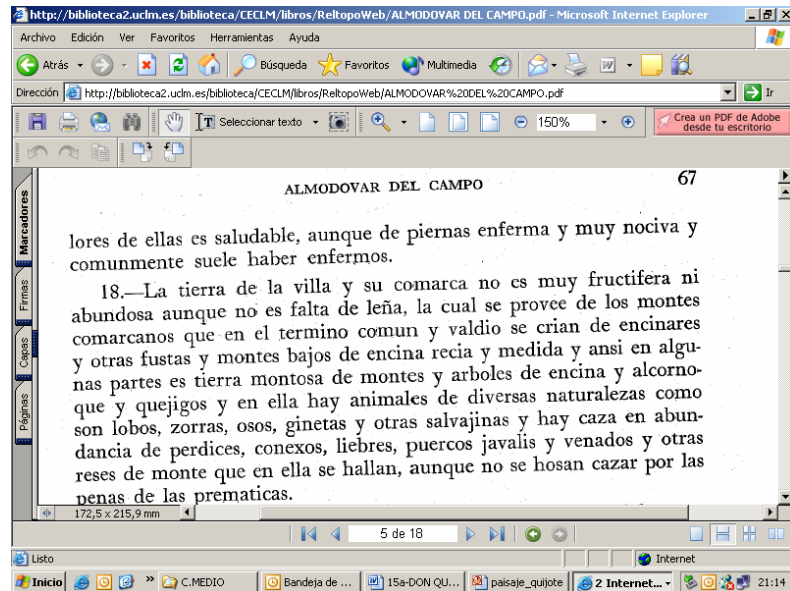 http://biblioteca2.uclm.es/biblioteca/CECLM/libros/ReltopoWeb/ALMODOVAR DEL CAMPO.pdf - Microsoft Internet Explorer
Archivo Edición Ver Favoritos Herramientas Ayuda
Atrás Búsqueda Favoritos Multimedia
Dirección http://biblioteca2.uclm.es/biblioteca/CECLM/libros/ReltopoWeb/ALMODOVAR%20DEL%20CAMPO.pdf Ir
Seleccionar texto 150% Crea un PDF de Adobe
desde tu escritorio
Marcadores
Firmas
Capas
Páginas
ALMODOVAR DEL CAMPO 67
lores de ellas es saludable, aunque de piernas enferma y muy nociva y
comunmente suele haber enfermos.
18.—La tierra de la villa y su comarca no es muy fructifera ni
abundosa aunque no es falta de leña, la cual se provee de los montes
comarcanos que en el termino comun y valdio se crian de encinares
y otras fustas y montes bajos de encina recia y medida y ansi en algu-
nas partes es tierra montosa de montes y arboles de encina y alcorno-
que y quejigos y en ella hay animales de diversas naturalezas como
son lobos, zorras, osos, ginetas y otras salvajinas y hay caza en abun-
dancia de perdices, conexos, liebres, puercos javalis y venados y otras
reses de monte que en ella se hallan, aunque no se hosan cazar por las
penas de las prematicas.
172,5 x 215,9 mm
5 de 18
Listo Internet
Inicio » C.MEDIO Bandeja de ... 15a-DON QU... paisaje_quijote 2 Internet... 21:14